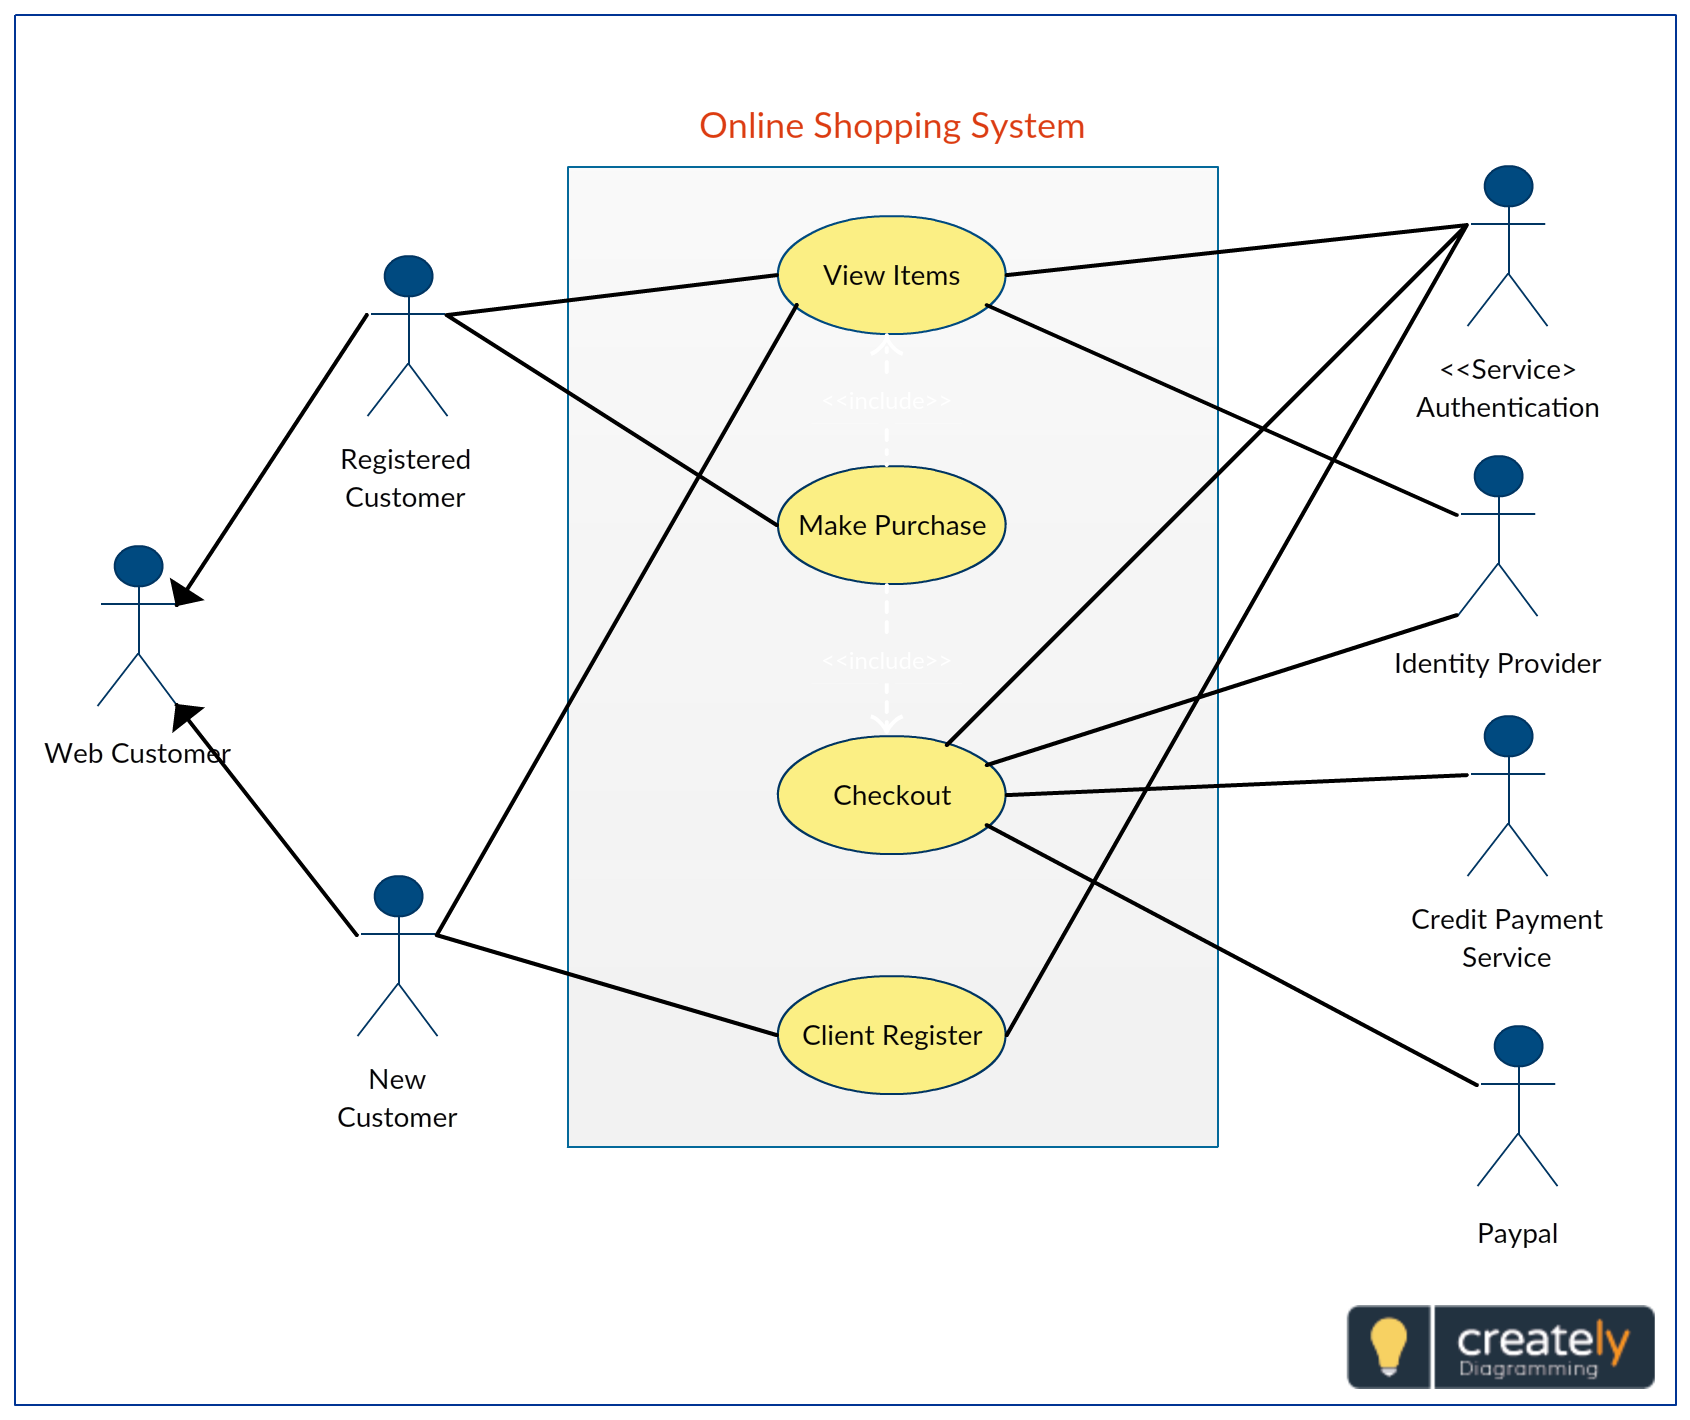 Online Shopping System
View Items
<<Service>
Authentication
<<include>>
Registered
Customer
Make Purchase
Identity Provider
<<include>>
Web Customer
Checkout
Credit Payment
Service
Client Register
New
Customer
Paypal
creately
Diagramming